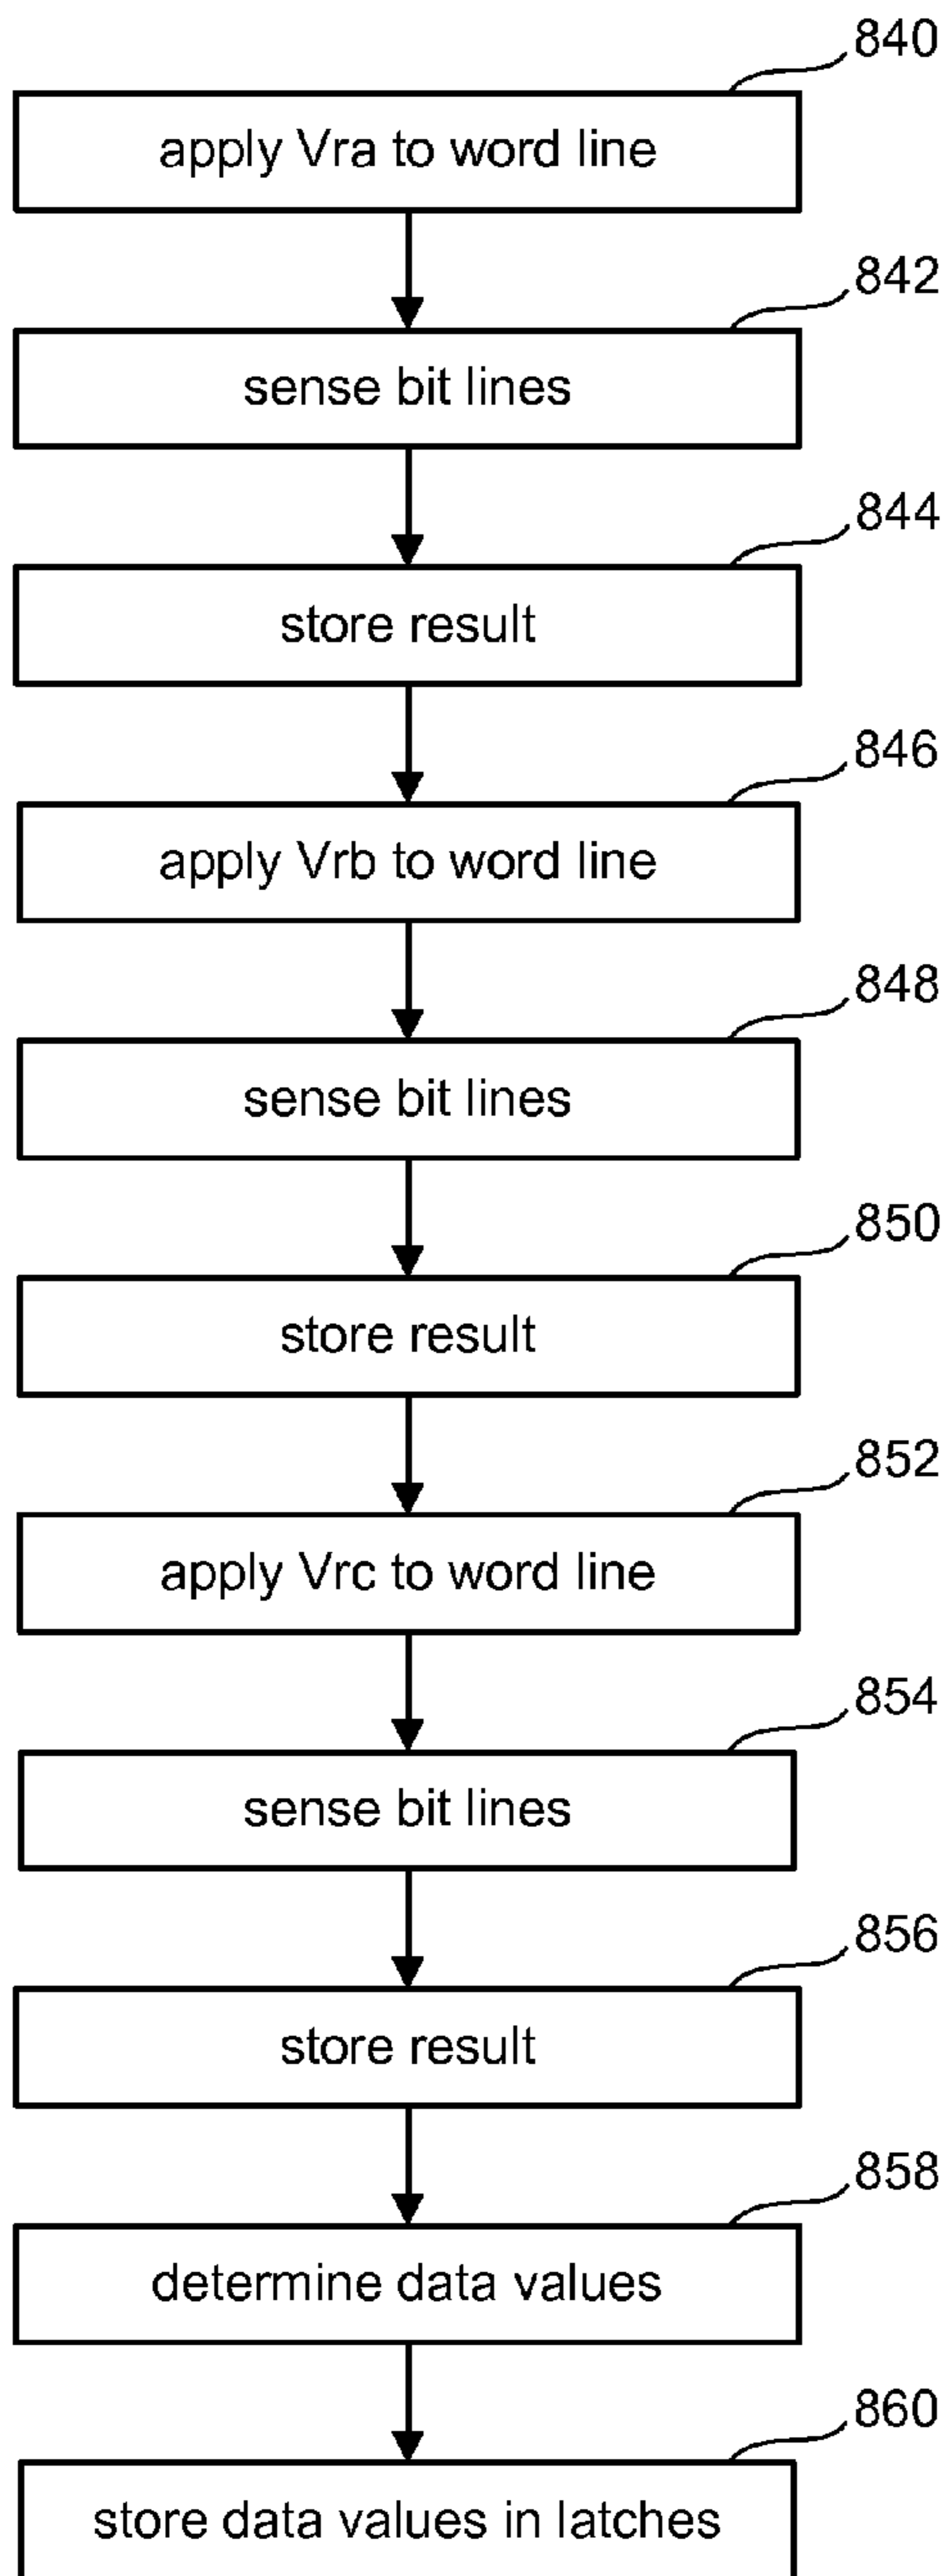 840
apply Vra to word line
842
sense bit lines
844
store result
846
apply Vrb to word line
848
sense bit lines
850
store result
852
apply Vrc to word line
854
sense bit lines
856
store result
858
determine data values
860
store data values in latches